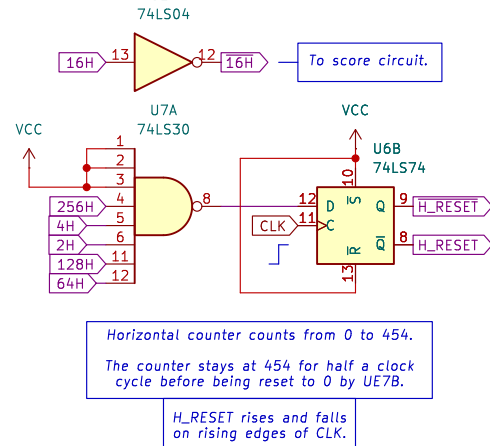 74LS04
16H
13
12
16H
To score circuit.
U7A
74LS30
VCC
VCC
U6B
74LS74
1
2
3
256H
4
4H
5
2H
6
128H
11
64H
12
8
CLK
12
11
10
13
D
C
S
R
Q
Q
9
8
H_RESET
H_RESET
Horizontal counter counts from 0 to 454.
The counter stays at 454 for half a clock
cycle before being reset to 0 by UE7B.
H_RESET rises and falls
on rising edges of CLK.